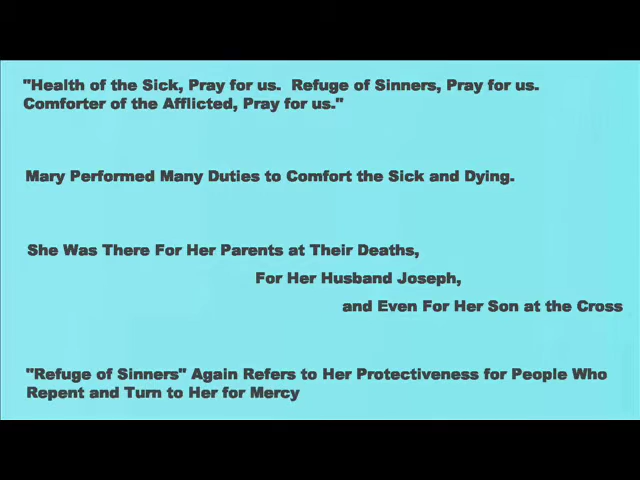 "Health of the Sick, Pray for us.  Refuge of Sinners, Pray for us.
Comforter of the Afflicted, Pray for us."
Mary Performed Many Duties to Comfort the Sick and Dying.
She Was There For Her Parents at Their Deaths,
For Her Husband Joseph,
and Even For Her Son at the Cross
"Refuge of Sinners" Again Refers to Her Protectiveness for People Who
Repent and Turn to Her for Mercy